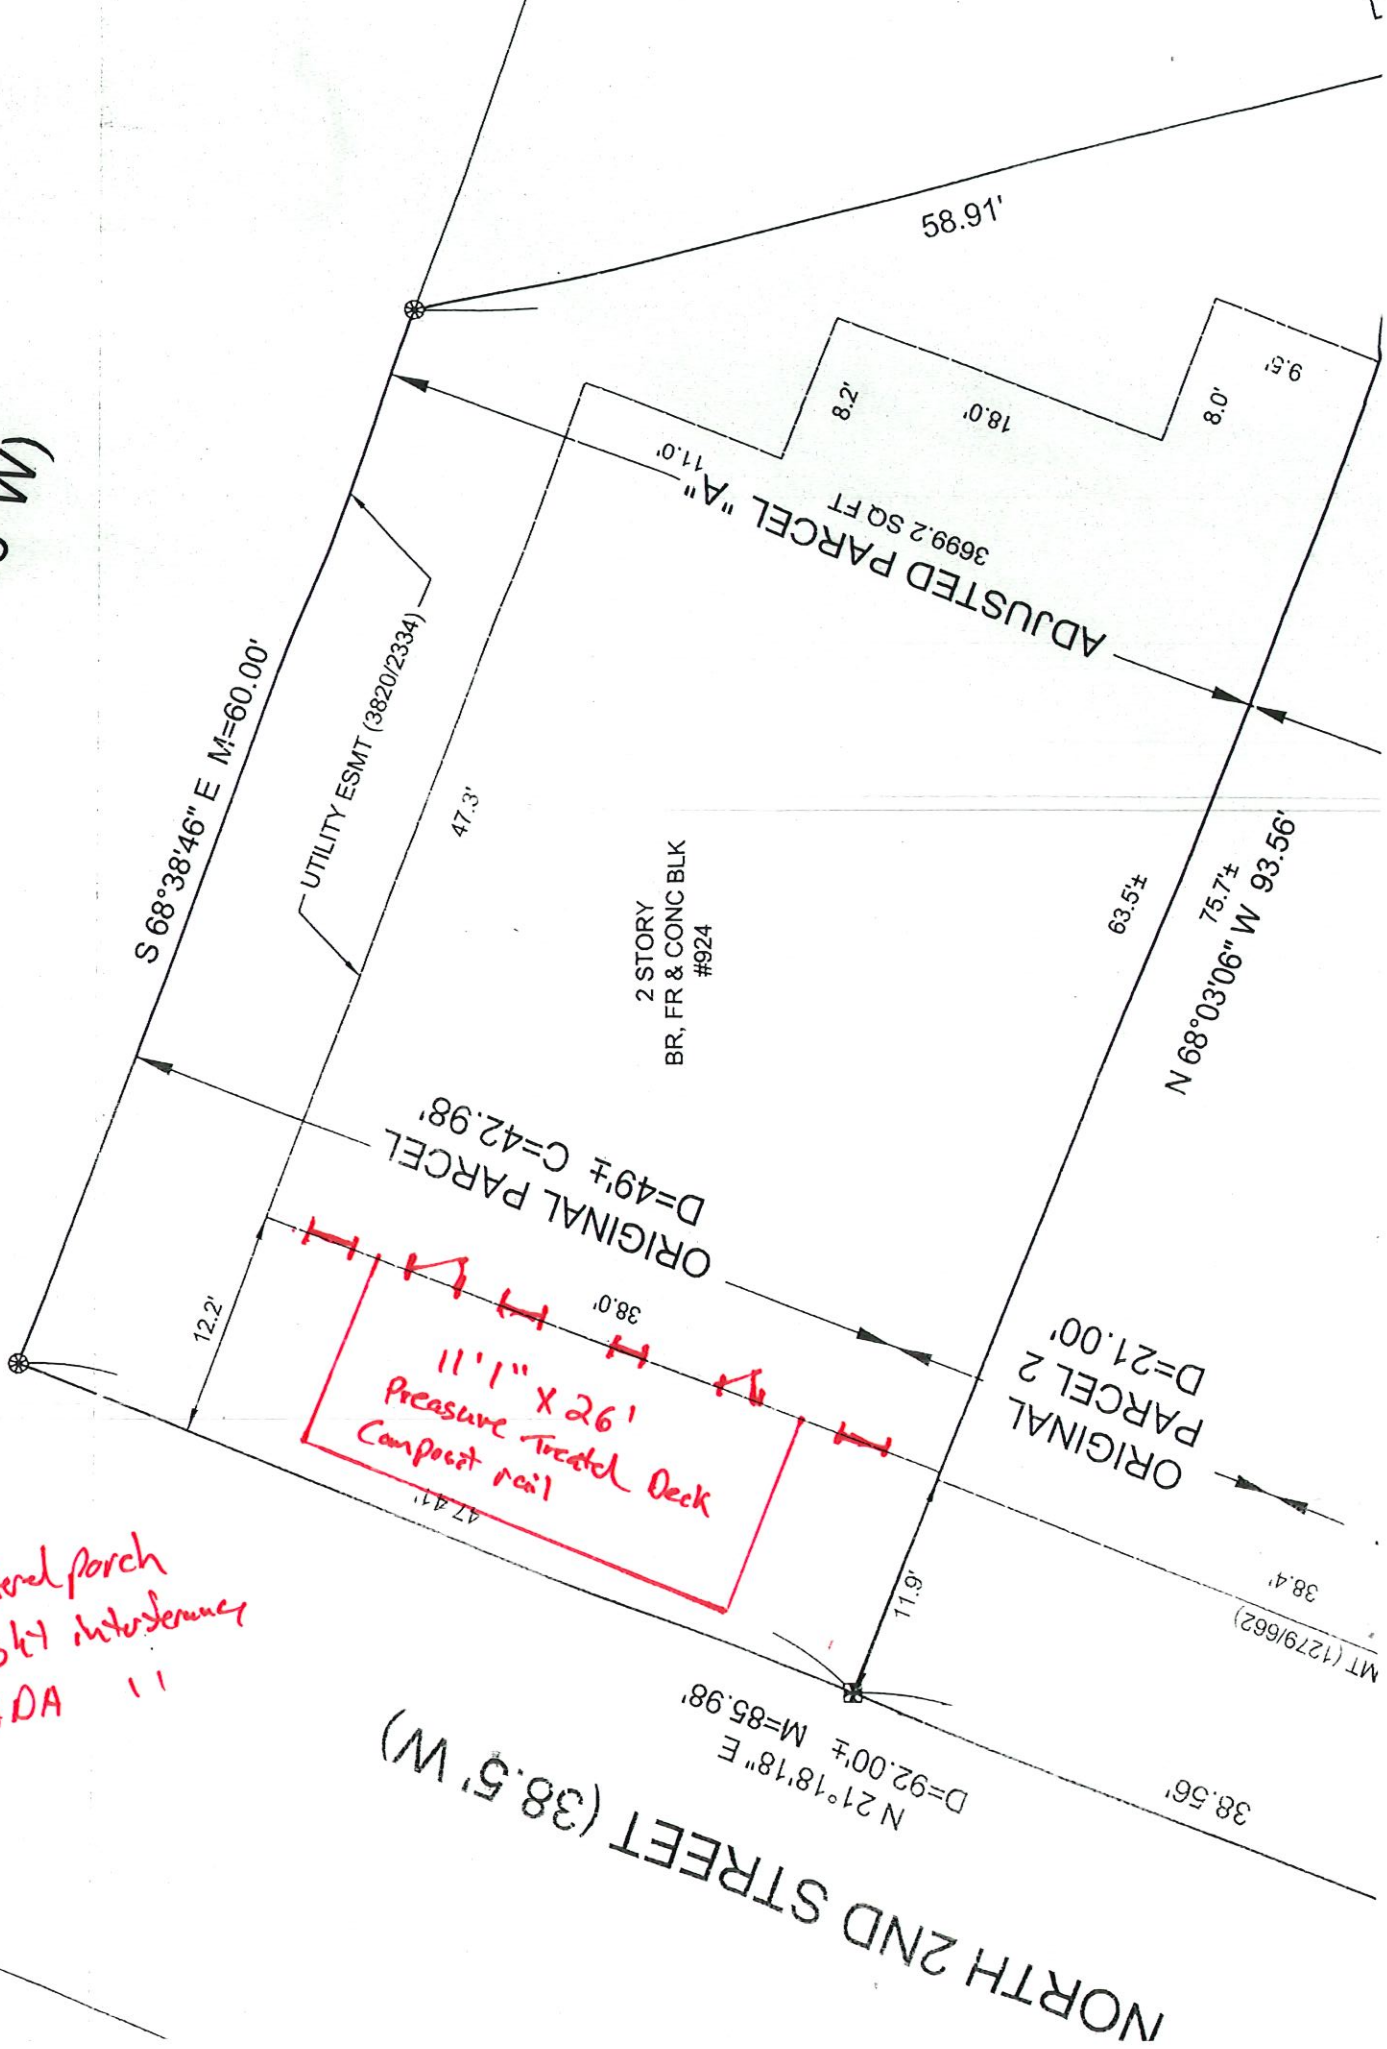 W)
58.91'
S 68°38'46" E M=60.00'
UTILITY ESMT (3820/2334)
47.3'
11.0'
8.2'
18.0'
8.0'
9.5'
ADJUSTED PARCEL "A"
3699.2 SQ FT
2 STORY
BR, FR & CONC BLK
#924
63.5'±
75.7'±
N 68°03'06" W 93.56'
ORIGINAL PARCEL
D=49'± C=42.98'
12.2'
38.0'
11'1" X 26'
Preasure Treated Deck
Composit rail
47.41'
ORIGINAL
PARCEL 2
D=21.00'
11.9'
38.4'
MT (1279/662)
porch
interference
DA 11
N 21°18'18" E
D=92.00'± M=85.98'
38.56'
NORTH 2ND STREET (38.5' W)